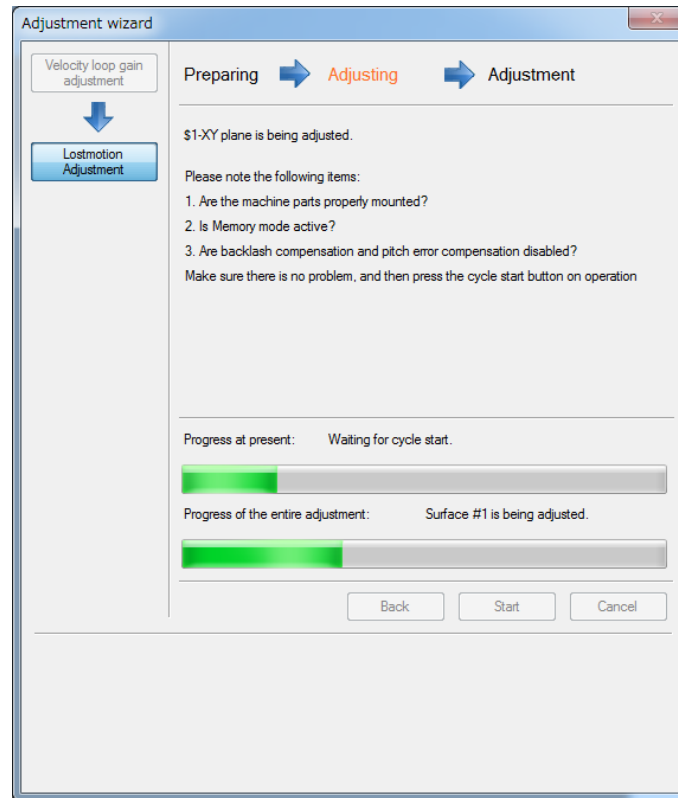 Adjustment wizard
Velocity loop gain
adjustment
Lostmotion
Adjustment
Preparing Adjusting Adjustment
$1-XY plane is being adjusted.
Please note the following items:
1. Are the machine parts properly mounted?
2. Is Memory mode active?
3. Are backlash compensation and pitch error compensation disabled?
Make sure there is no problem, and then press the cycle start button on operation
Progress at present: Waiting for cycle start.
Progress of the entire adjustment: Surface #1 is being adjusted.
Back Start Cancel